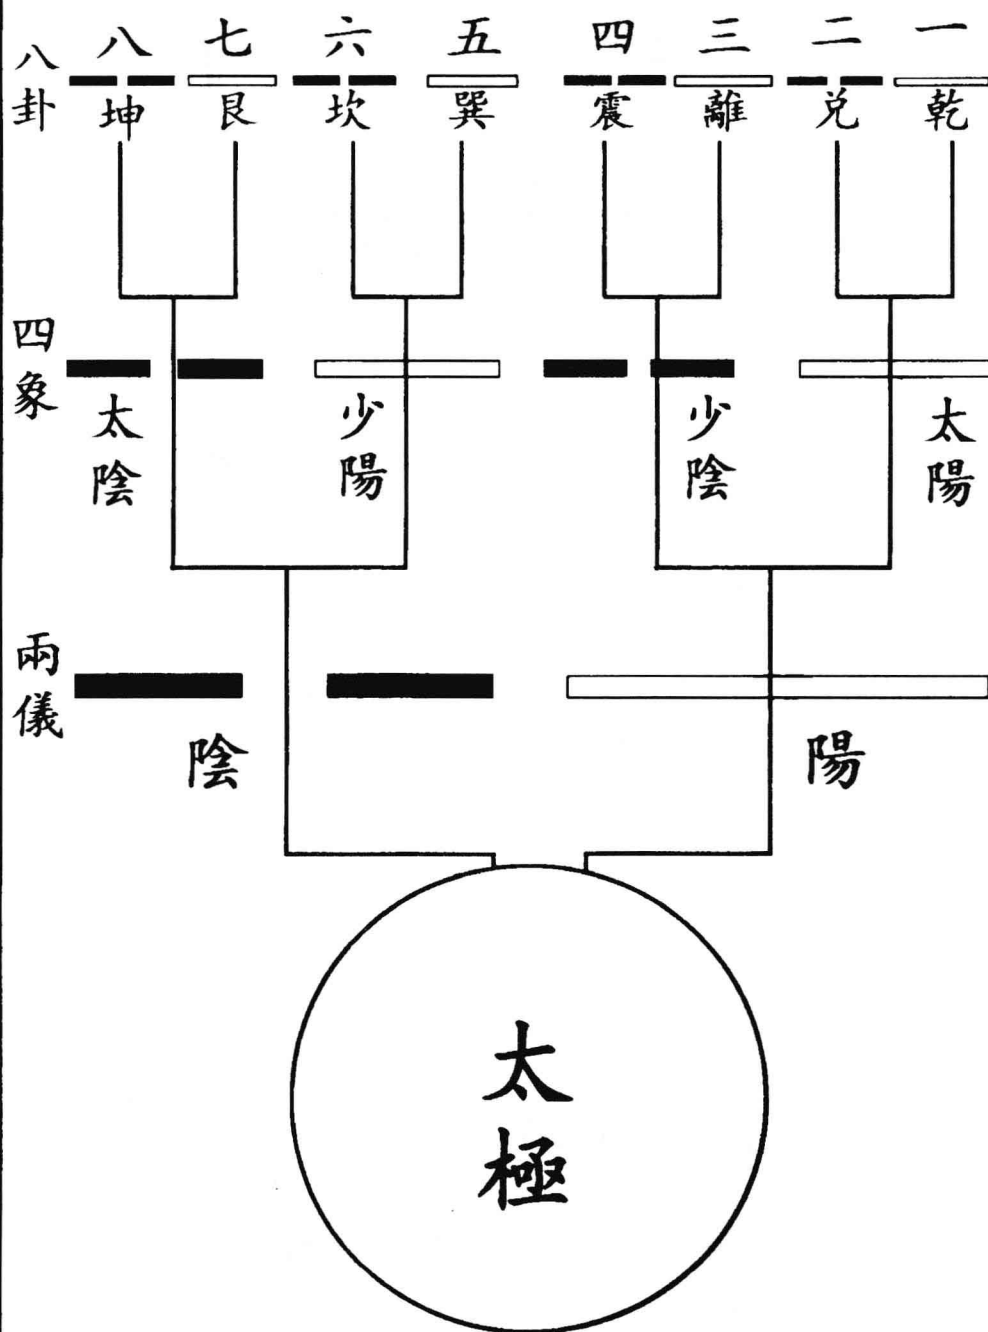 八卦
八 七 六 五 四 三 二 一
坤 艮 坎 巽 震 離 兌 乾
四象
太陰 少陽 少陰 太陽
兩儀
陰 陽
太極